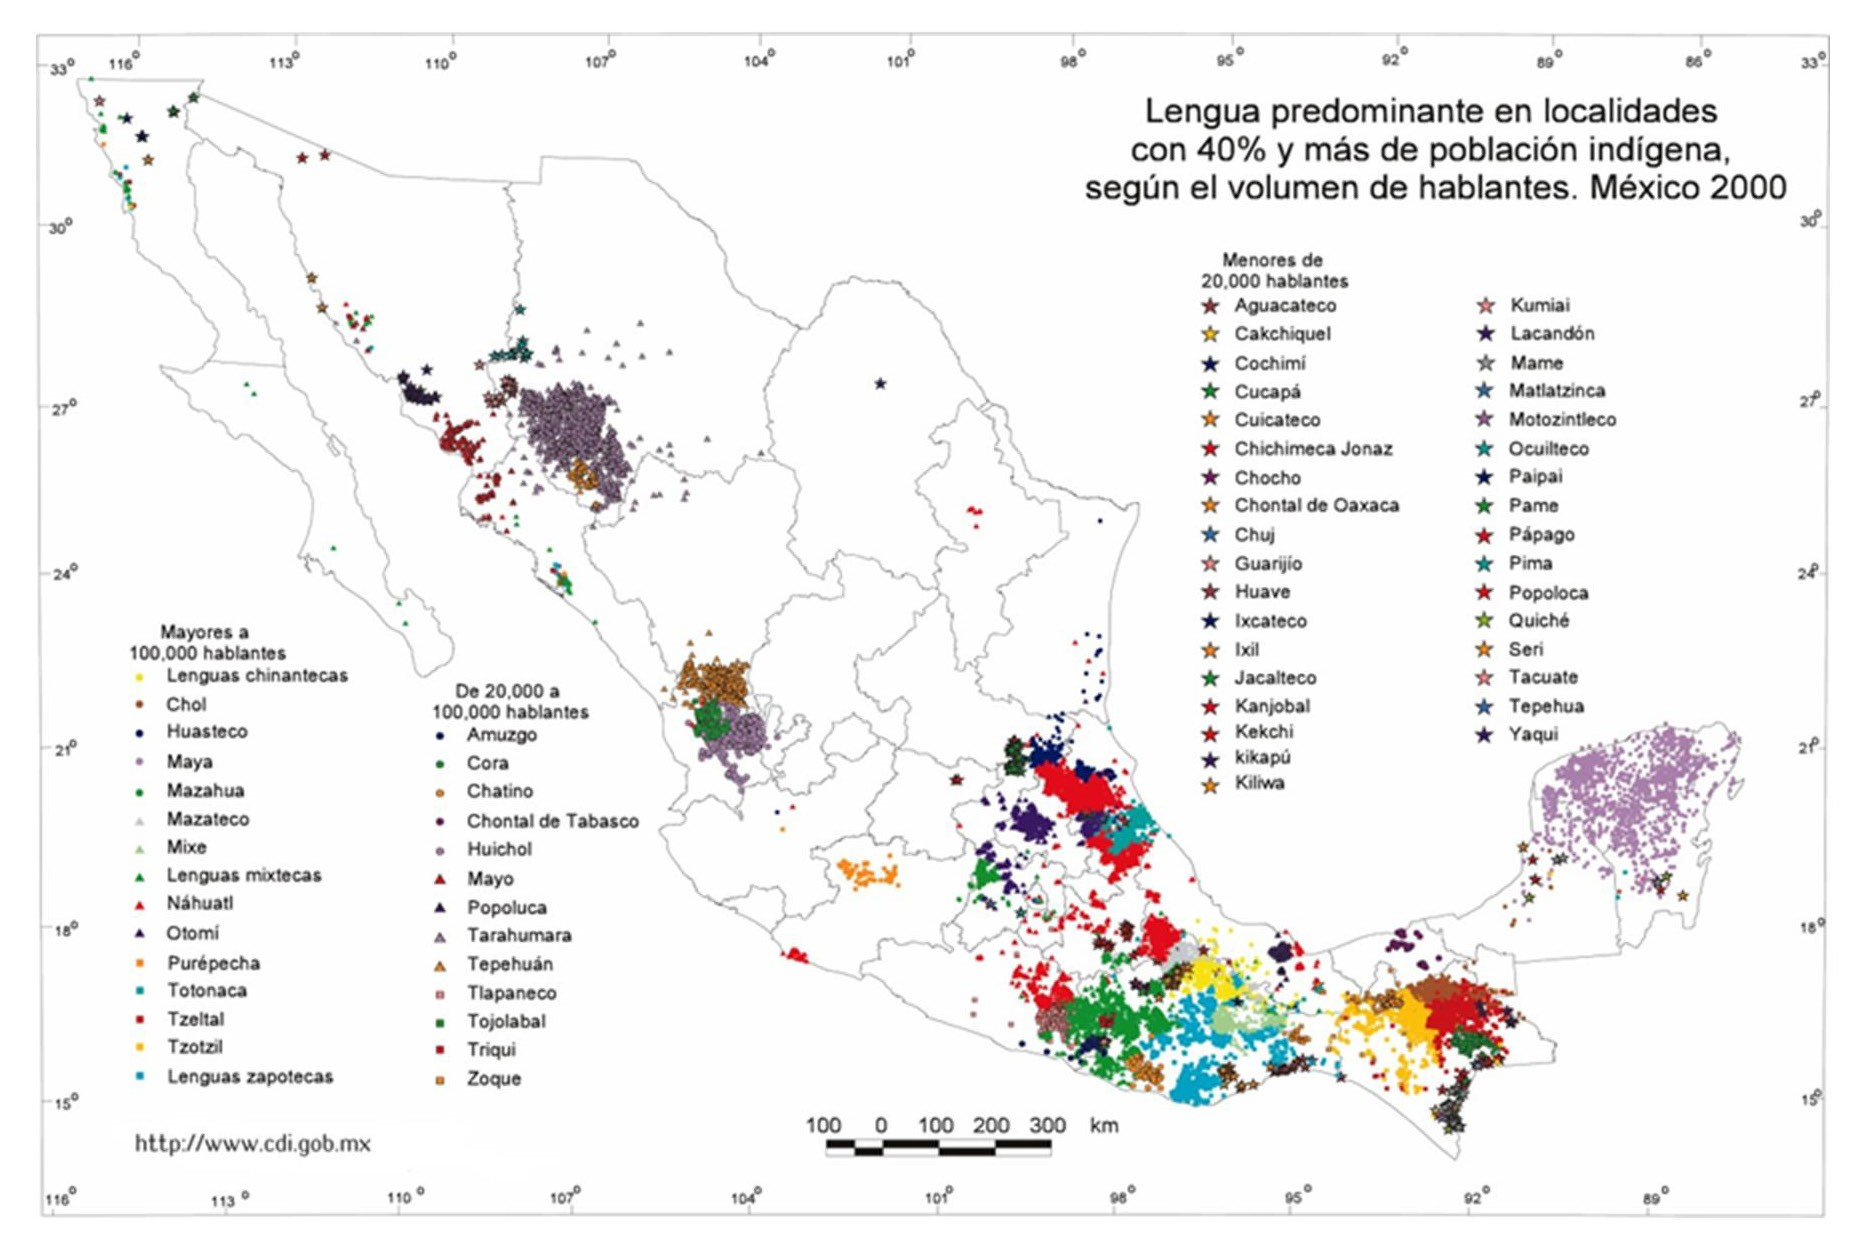 116° 113° 110° 107° 104° 101° 98° 95° 92° 89° 86°
33° 33°
Lengua predominante en localidades
con 40% y más de población indígena,
según el volumen de hablantes. México 2000
30° 30°
Menores de
20,000 hablantes
Aguacateco
Cakchiquel
Cochimí
Cucapá
Cuicateco
Chichimeca Jonaz
Chocho
Chontal de Oaxaca
Chuj
Guarijío
Huave
Ixcateco
Ixil
Jacalteco
Kanjobal
Kekchi
kikapú
Kiliwa
Kumiai
Lacandón
Mame
Matlatzinca
Motozintleco
Ocuilteco
Paipai
Pame
Pápago
Pima
Popoloca
Quiché
Seri
Tacuate
Tepehua
Yaqui
27° 27°
24° 24°
Mayores a
100,000 hablantes
Lenguas chinantecas
Chol
Huasteco
Maya
Mazahua
Mazateco
Mixe
Lenguas mixtecas
Náhuatl
Otomí
Purépecha
Totonaca
Tzeltal
Tzotzil
Lenguas zapotecas
De 20,000 a
100,000 hablantes
Amuzgo
Cora
Chatino
Chontal de Tabasco
Huichol
Mayo
Popoluca
Tarahumara
Tepehuán
Tlapaneco
Tojolabal
Triqui
Zoque
21° 21°
18° 18°
15° 15°
100 0 100 200 300 km
http://www.cdi.gob.mx
116° 113° 110° 107° 104° 101° 98° 95° 92° 89°